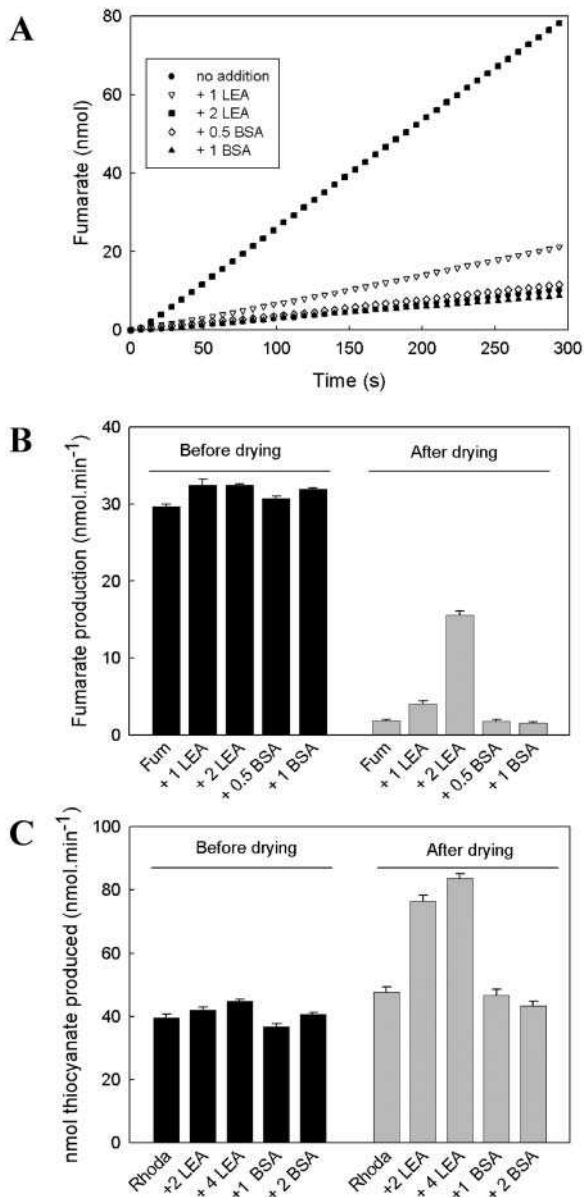 A
80
60
40
20
0
Fumarate (nmol)
no addition
+ 1 LEA
+ 2 LEA
+ 0.5 BSA
+ 1 BSA
0 50 100 150 200 250 300
Time (s)
B
40
30
20
10
0
Fumarate production (nmol.min⁻¹)
Before drying After drying
Fum + 1 LEA + 2 LEA + 0.5 BSA + 1 BSA Fum + 1 LEA + 2 LEA + 0.5 BSA + 1 BSA
C
100
80
60
40
20
0
nmol thiocyanate produced (nmol.min⁻¹)
Before drying After drying
Rhoda +2 LEA + 4 LEA +1 BSA + 2 BSA Rhoda +2 LEA + 4 LEA +1 BSA + 2 BSA